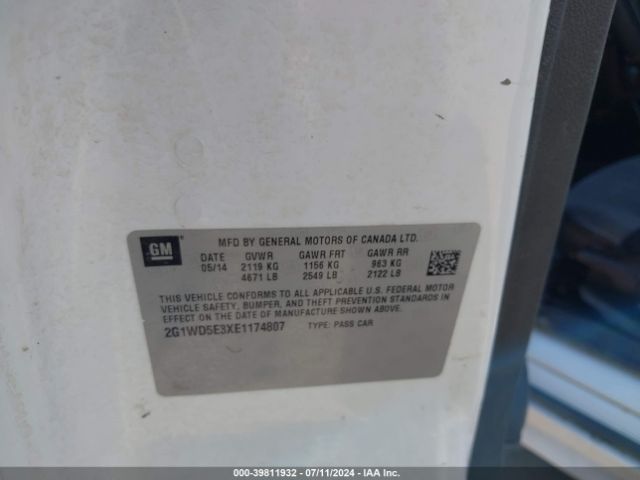 GM
MFD BY GENERAL MOTORS OF CANADA LTD.
DATE GVWR GAWR FRT GAWR RR
05/14 2119 KG 1156 KG 963 KG
4671 LB 2549 LB 2122 LB
THIS VEHICLE CONFORMS TO ALL APPLICABLE U.S. FEDERAL MOTOR
VEHICLE SAFETY, BUMPER, AND THEFT PREVENTION STANDARDS IN
EFFECT ON THE DATE OF MANUFACTURE SHOWN ABOVE.
2G1WD5E3XE1174807 TYPE: PASS CAR
000-39811932 / 07/11/2024 - IAA Inc.